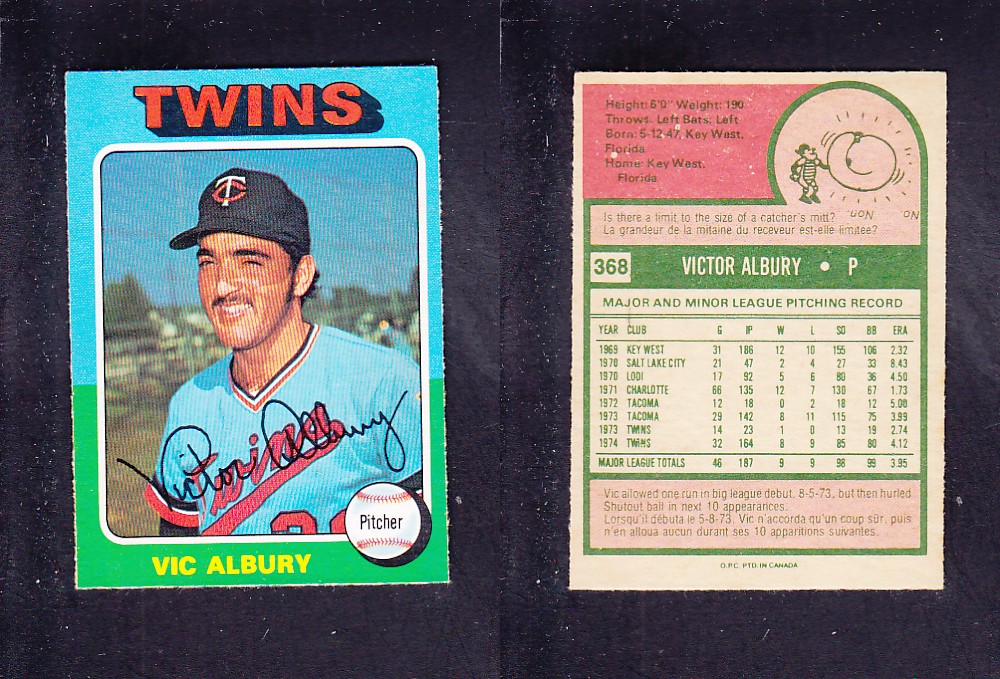 TWINS
T C
Victor Albury
Twins
Pitcher
VIC ALBURY
Height: 6'0" Weight: 190
Throws: Left Bats: Left
Born: 5-12-47, Key West,
Florida
Home: Key West,
Florida
Is there a limit to the size of a catcher's mitt?
La grandeur de la mitaine du receveur est-elle limitee?
No.
Non.
368 VICTOR ALBURY • P
MAJOR AND MINOR LEAGUE PITCHING RECORD
YEAR CLUB G IP W L SO BB ERA
1969 KEY WEST 31 186 12 10 155 106 2.32
1970 SALT LAKE CITY 21 47 2 4 27 33 8.43
1970 LODI 17 92 5 6 80 36 4.50
1971 CHARLOTTE 66 135 12 7 130 67 1.73
1972 TACOMA 12 18 0 2 18 12 5.00
1973 TACOMA 29 142 8 11 115 75 3.99
1973 TWINS 14 23 1 0 13 19 2.74
1974 TWINS 32 164 8 9 85 80 4.12
MAJOR LEAGUE TOTALS 46 187 9 9 98 99 3.95
Vic allowed one run in big league debut, 8-5-73, but then hurled
Shutout ball in next 10 appearances.
Lorsqu'il débuta le 5-8-73, Vic n'accorda qu'un coup sûr, puis
n'en alloua aucun durant ses 10 apparitions suivantes.
O.P.C. PTD. IN CANADA